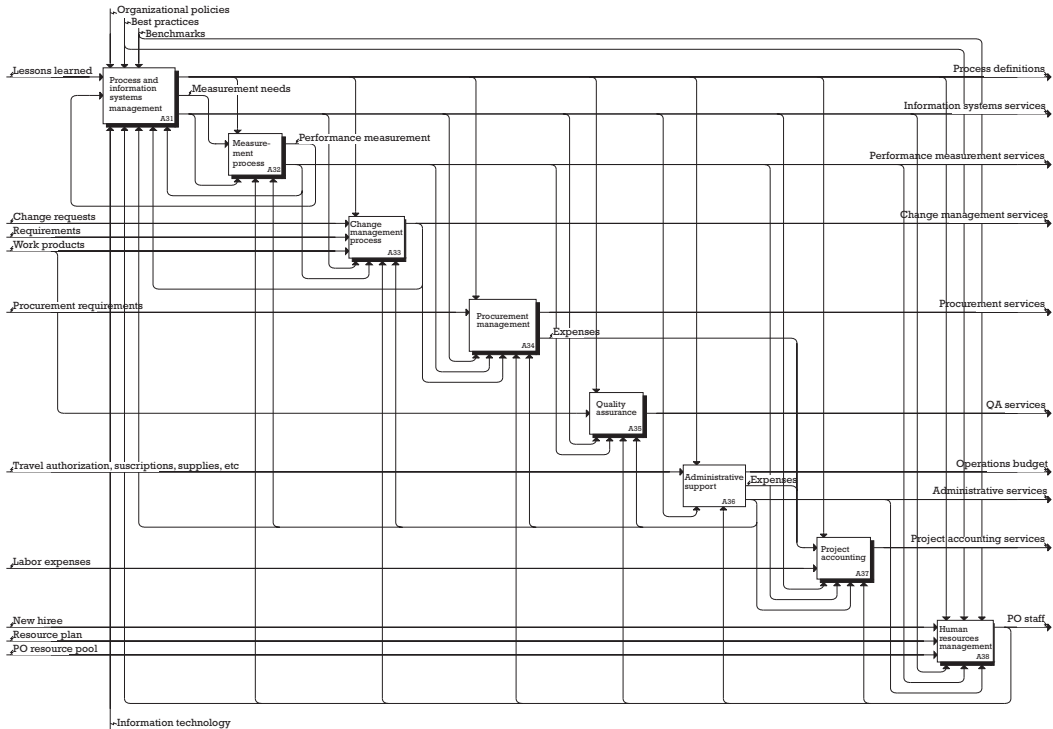 Organizational policies
Best practices
Benchmarks
Lessons learned
Process definitions
Process and
information
systems
management
A31
Measurement needs
Information systems services
Measure-
ment
process
A32
Performance measurement
Performance measurement services
Change requests
Requirements
Work products
Change
management
process
A33
Change management services
Procurement requirements
Procurement
management
A34
Procurement services
Expenses
Quality
assurance
A35
QA services
Travel authorization, suscriptions, supplies, etc
Administrative
support
A36
Operations budget
Expenses
Administrative services
Project
accounting
A37
Project accounting services
Labor expenses
New hiree
Resource plan
PO resource pool
Human
resources
management
A38
PO staff
Information technology